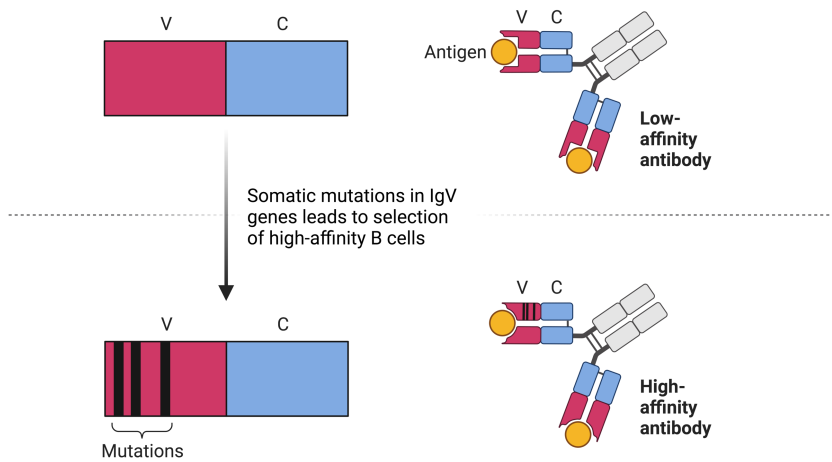 V C
V C
Antigen
Low-
affinity
antibody
Somatic mutations in IgV
genes leads to selection
of high-affinity B cells
V C
V C
High-
affinity
antibody
Mutations